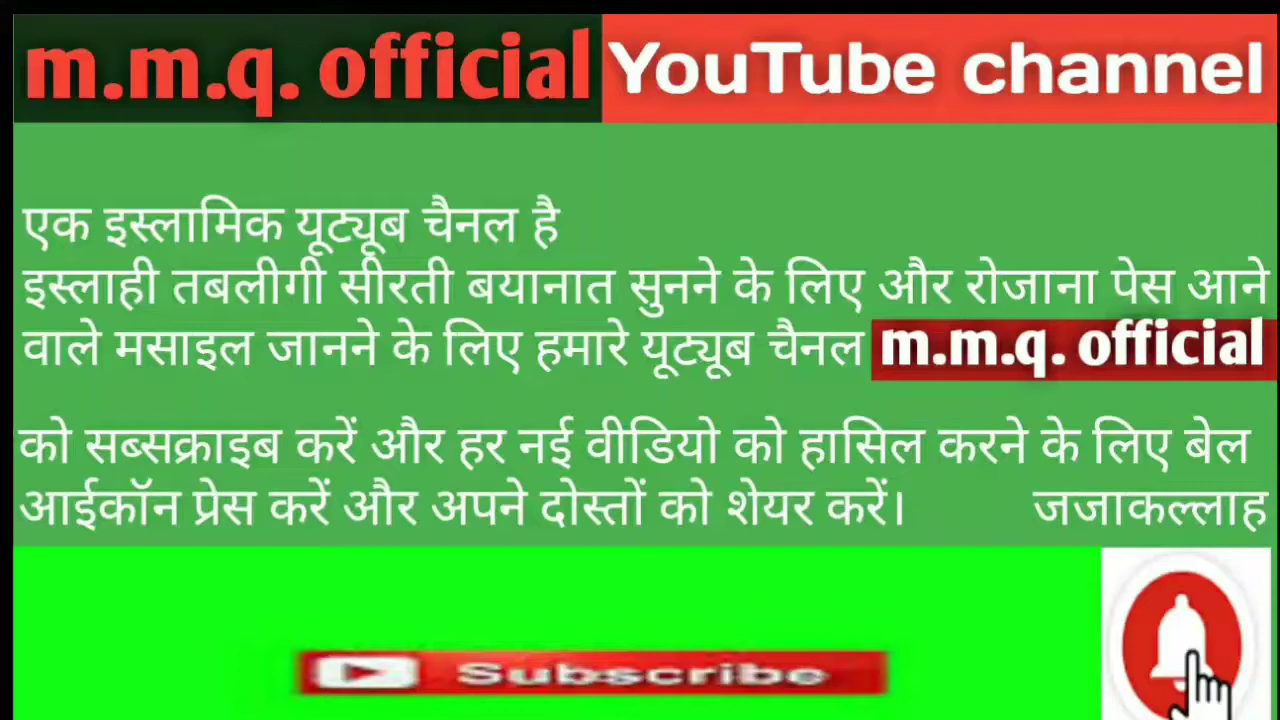 m.m.q. official YouTube channel
एक इस्लामिक यूट्यूब चैनल है
इस्लाही तबलीगी सीरती बयानात सुनने के लिए और रोजाना पेस आने
वाले मसाइल जानने के लिए हमारे यूट्यूब चैनल m.m.q. official
को सब्सक्राइब करें और हर नई वीडियो को हासिल करने के लिए बेल
आईकॉन प्रेस करें और अपने दोस्तों को शेयर करें। जजाकल्लाह
Subscribe